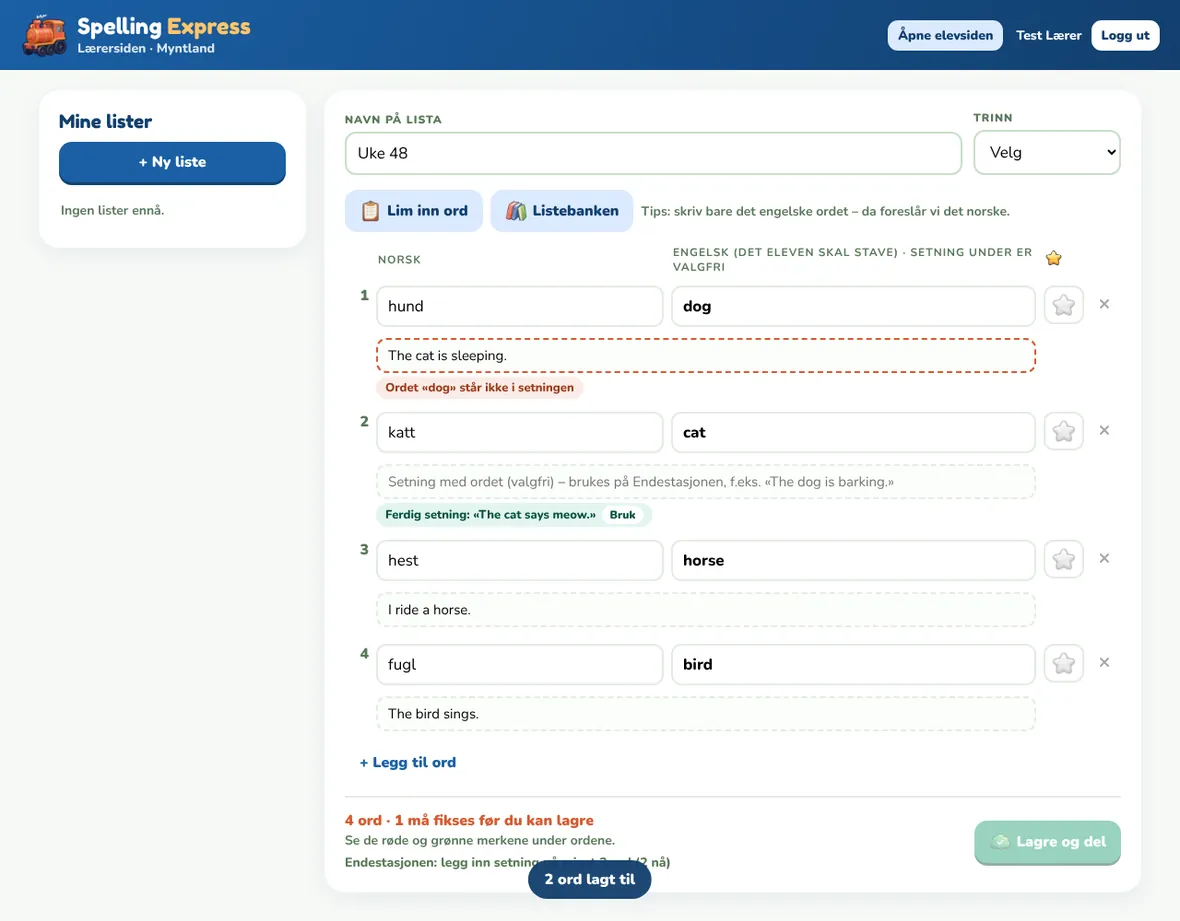 Spelling Express
Lærersiden · Myntland
Åpne elevsiden
Test Lærer
Logg ut
Mine lister
+ Ny liste
Ingen lister ennå.
NAVN PÅ LISTA
TRINN
Uke 48
Velg
Lim inn ord
Listebanken
Tips: skriv bare det engelske ordet – da foreslår vi det norske.
NORSK
ENGELSK (DET ELEVEN SKAL STAVE) · SETNING UNDER ER
VALGFRI
1
hund
dog
×
The cat is sleeping.
Ordet «dog» står ikke i setningen
2
katt
cat
×
Setning med ordet (valgfri) – brukes på Endestasjonen, f.eks. «The dog is barking.»
Ferdig setning: «The cat says meow.» Bruk
3
hest
horse
×
I ride a horse.
4
fugl
bird
×
The bird sings.
+ Legg til ord
4 ord · 1 må fikses før du kan lagre
Se de røde og grønne merkene under ordene.
Lagre og del
Endestasjonen: legg inn setning (2 nå)
2 ord lagt til